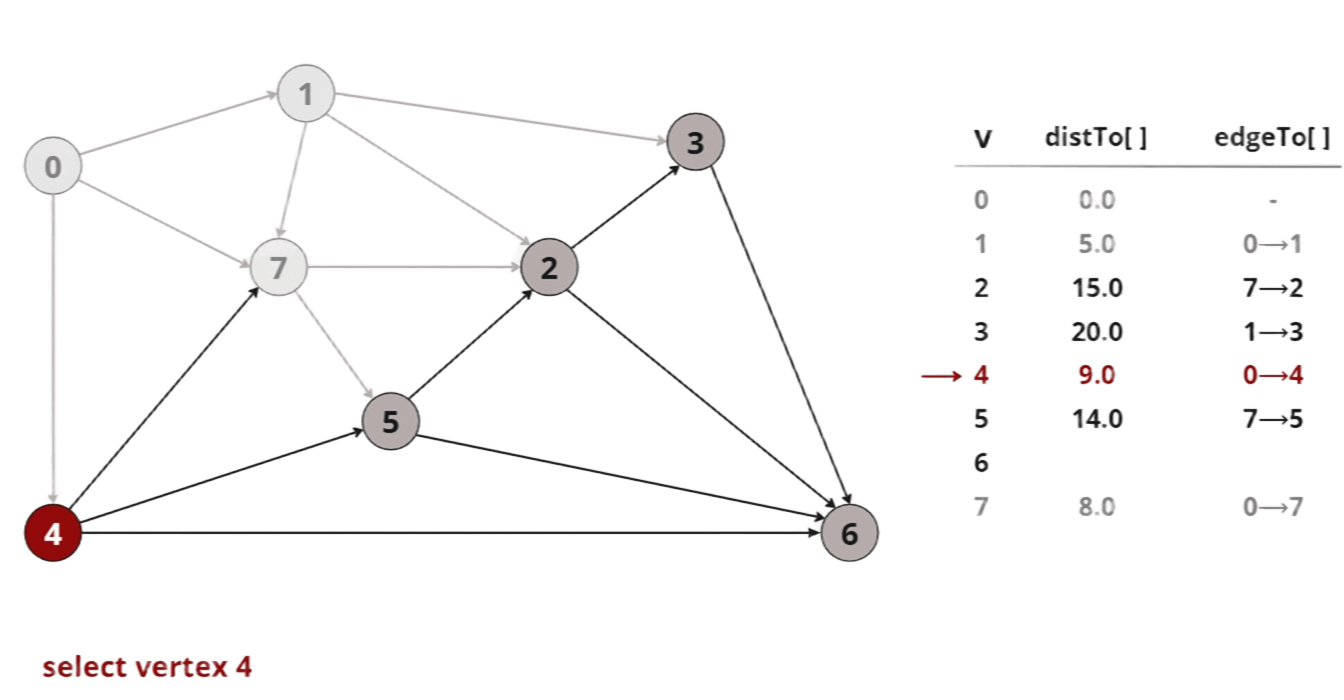 1
3
0
7
2
5
4
6
v distTo[ ] edgeTo[ ]
0 0.0 -
1 5.0 0→1
2 15.0 7→2
3 20.0 1→3
→ 4 9.0 0→4
5 14.0 7→5
6
7 8.0 0→7
select vertex 4